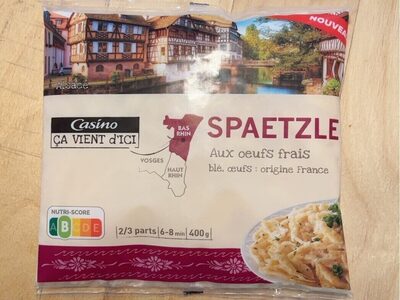 NOUVEAU
Alsace
Casino
ÇA VIENT d'ICI
BAS
RHIN
VOSGES
HAUT
RHIN
SPAETZLE
Aux oeufs frais
blé, œufs : origine France
NUTRI-SCORE
A B C D E
2/3 parts 6-8 min 400g